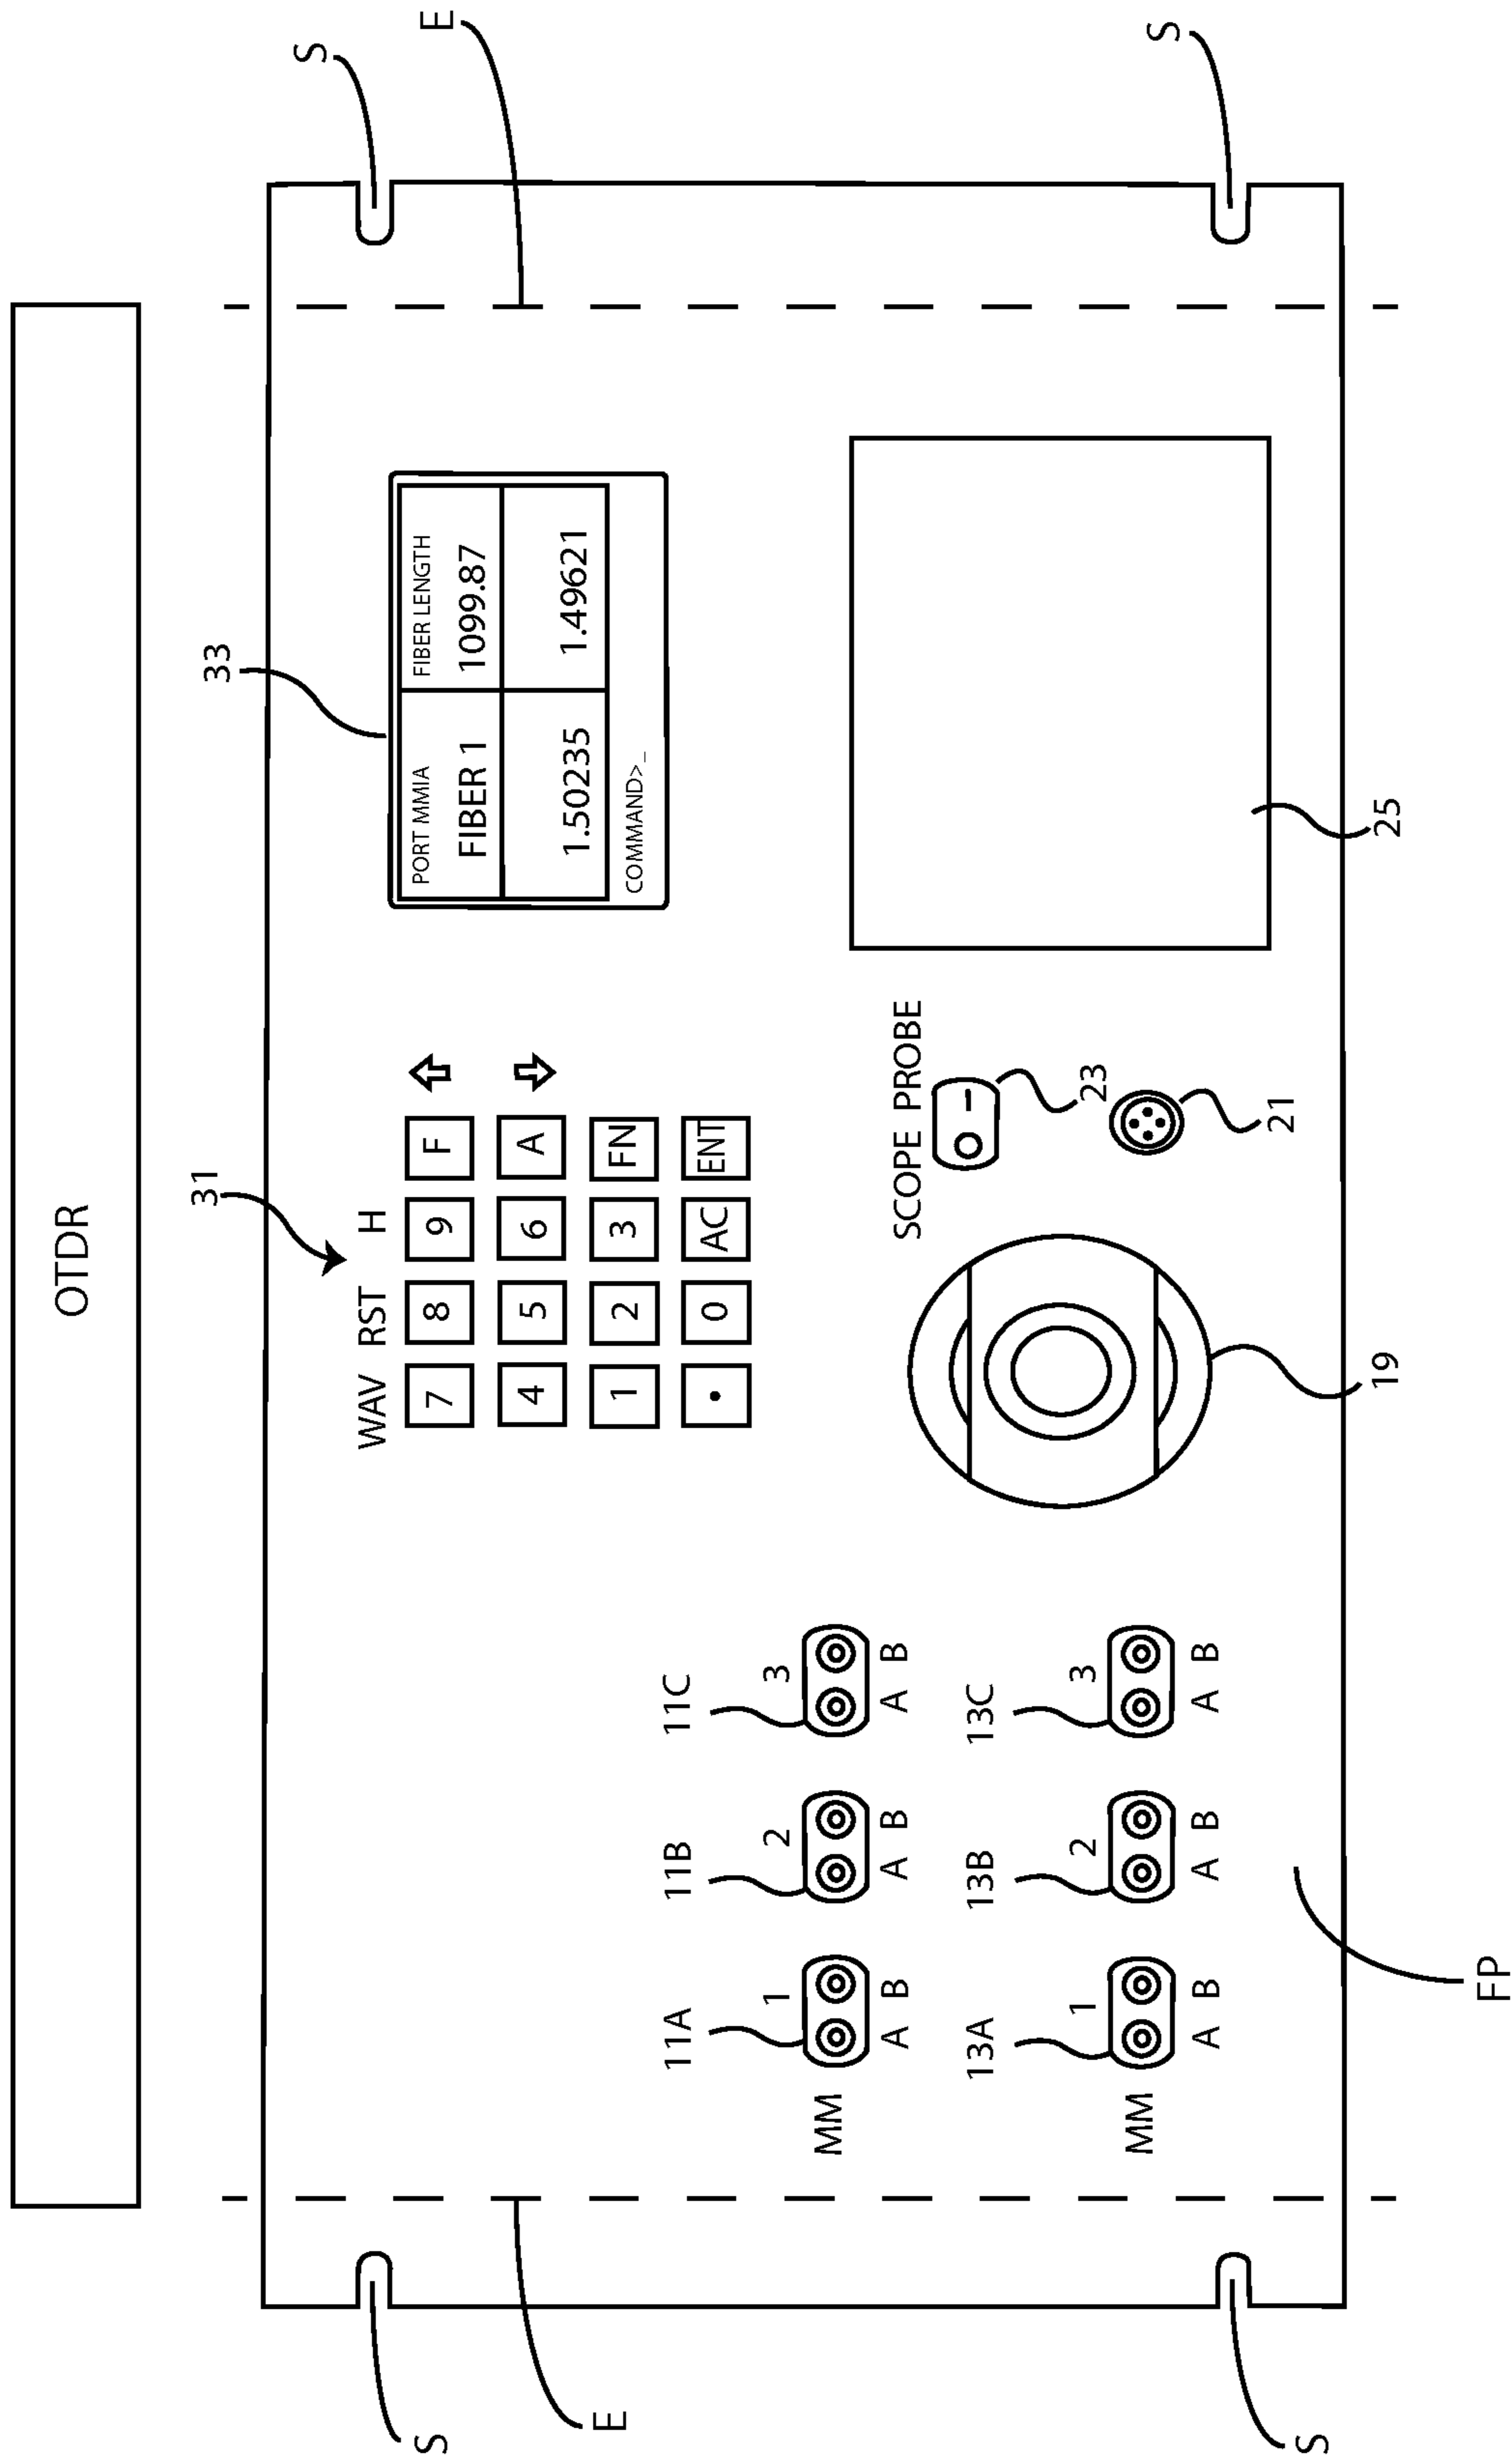 OTDR
S
E
S
31
33
WAV RST H
7 8 9 F
4 5 6 A
1 2 3 FN
. 0 AC ENT
PORT MMIA
FIBER LENGTH
FIBER 1
1099.87
1.50235
1.49621
COMMAND>_
11A
11B
11C
1
2
3
MM
A B
A B
A B
SCOPE PROBE
23
21
19
25
13A
13B
13C
1
2
3
MM
A B
A B
A B
S
E
S
FP